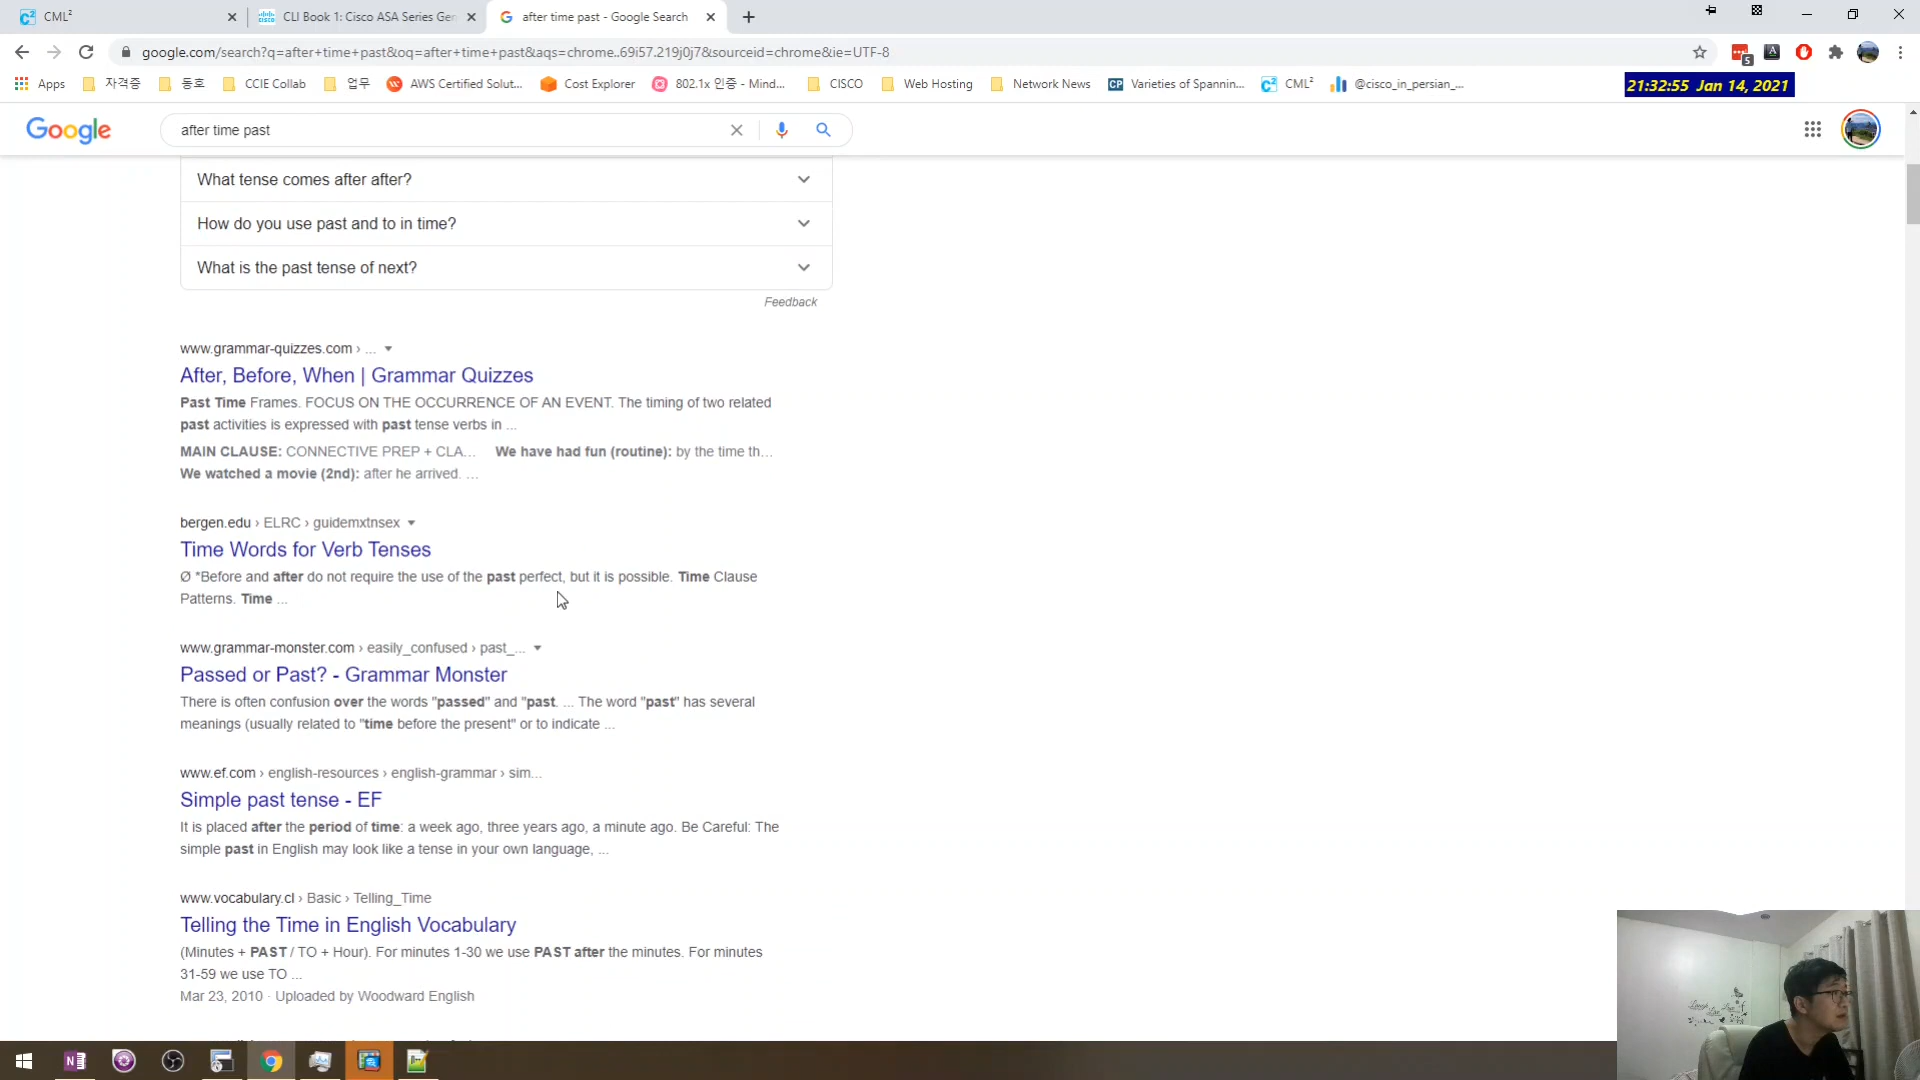 CML²
CLI Book 1: Cisco ASA Series Gen
after time past - Google Search
google.com/search?q=after+time+past&oq=after+time+past&aqs=chrome..69i57.219j0j7&sourceid=chrome&ie=UTF-8
5
Apps 자격증 동호 CCIE Collab 업무 AWS Certified Solut... Cost Explorer 802.1x 인증 - Mind... CISCO Web Hosting Network News Varieties of Spannin... CML² @cisco_in_persian_...
21:32:55 Jan 14, 2021
Google
after time past
What tense comes after after?
How do you use past and to in time?
What is the past tense of next?
Feedback
www.grammar-quizzes.com › ...
After, Before, When | Grammar Quizzes
Past Time Frames. FOCUS ON THE OCCURRENCE OF AN EVENT. The timing of two related
past activities is expressed with past tense verbs in ...
MAIN CLAUSE: CONNECTIVE PREP + CLA... We have had fun (routine): by the time th...
We watched a movie (2nd): after he arrived. ...
bergen.edu › ELRC › guidemxtnsex
Time Words for Verb Tenses
Ø *Before and after do not require the use of the past perfect, but it is possible. Time Clause
Patterns. Time ...
www.grammar-monster.com › easily_confused › past_...
Passed or Past? - Grammar Monster
There is often confusion over the words "passed" and "past. ... The word "past" has several
meanings (usually related to "time before the present" or to indicate ...
www.ef.com › english-resources › english-grammar › sim...
Simple past tense - EF
It is placed after the period of time: a week ago, three years ago, a minute ago. Be Careful: The
simple past in English may look like a tense in your own language, ...
www.vocabulary.cl › Basic › Telling_Time
Telling the Time in English Vocabulary
(Minutes + PAST / TO + Hour). For minutes 1-30 we use PAST after the minutes. For minutes
31-59 we use TO ...
Mar 23, 2010 · Uploaded by Woodward English